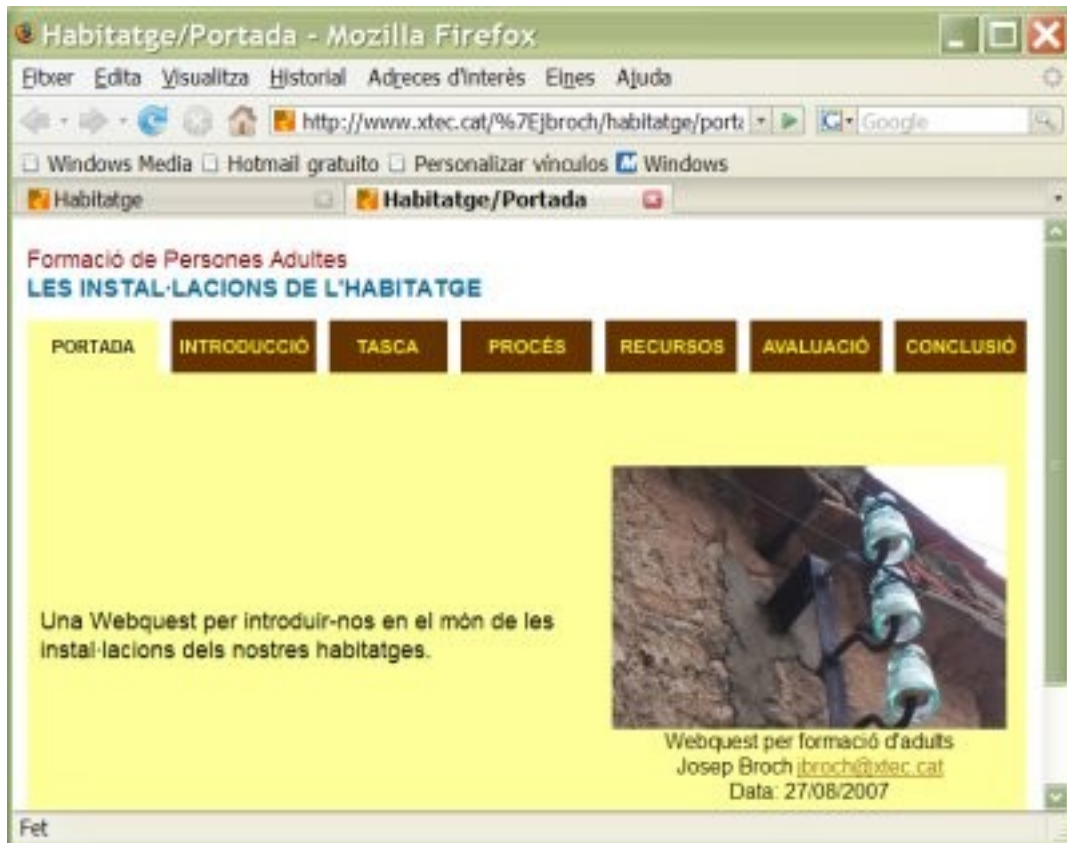 Habitatge/Portada - Mozilla Firefox
Fitxer Edita Visualitza Historial Adreces d'interès Eines Ajuda
http://www.xtec.cat/%7Ejbroch/habitatge/porta Google
Windows Media Hotmail gratuito Personalizar vínculos Windows
Habitatge Habitatge/Portada
Formació de Persones Adultes
LES INSTAL·LACIONS DE L'HABITATGE
PORTADA INTRODUCCIÓ TASCA PROCÉS RECURSOS AVALUACIÓ CONCLUSIÓ
Una Webquest per introduir-nos en el món de les
instal·lacions dels nostres habitatges.
Webquest per formació d'adults
Josep Broch jbroch@xtec.cat
Data: 27/08/2007
Fet